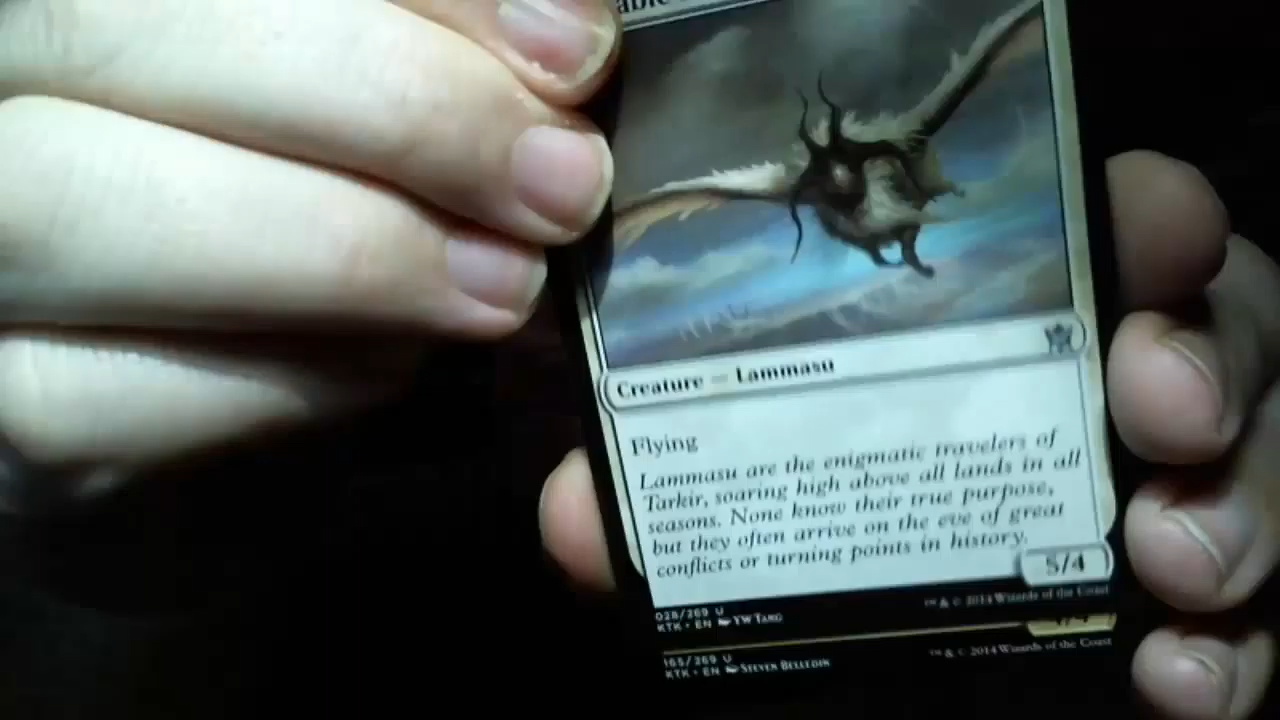 Creature — Lammasu
Flying
Lammasu are the enigmatic travelers of
Tarkir, soaring high above all lands in all
seasons. None know their true purpose,
but they often arrive on the eve of great
conflicts or turning points in history.
5/4
028/269 U
KTK • EN YW Tang
™ & © 2014 Wizards of the Coast
165/269 U
KTK • EN Steven Belledin
™ & © 2014 Wizards of the Coast